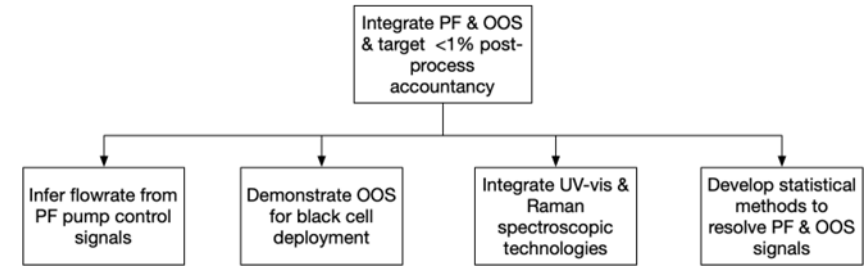 Integrate PF & OOS
& target <1% post-
process
accountancy
Infer flowrate from
PF pump control
signals
Demonstrate OOS
for black cell
deployment
Integrate UV-vis &
Raman
spectroscopic
technologies
Develop statistical
methods to
resolve PF & OOS
signals